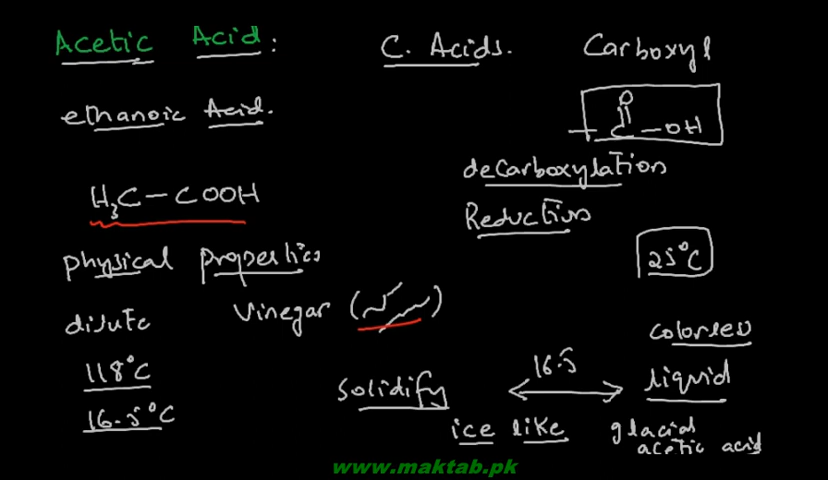 Acetic Acid:
C. Acids.
Carboxyl
ethanoic Acid.
O
C-OH
decarboxylation
H₃C-COOH
Reduction
physical properties
25°C
dilute
vinegar ( )
colorless
118°C
16.5
solidify
liquid
16.5°C
ice like
glacial
acetic acid
www.maktab.pk